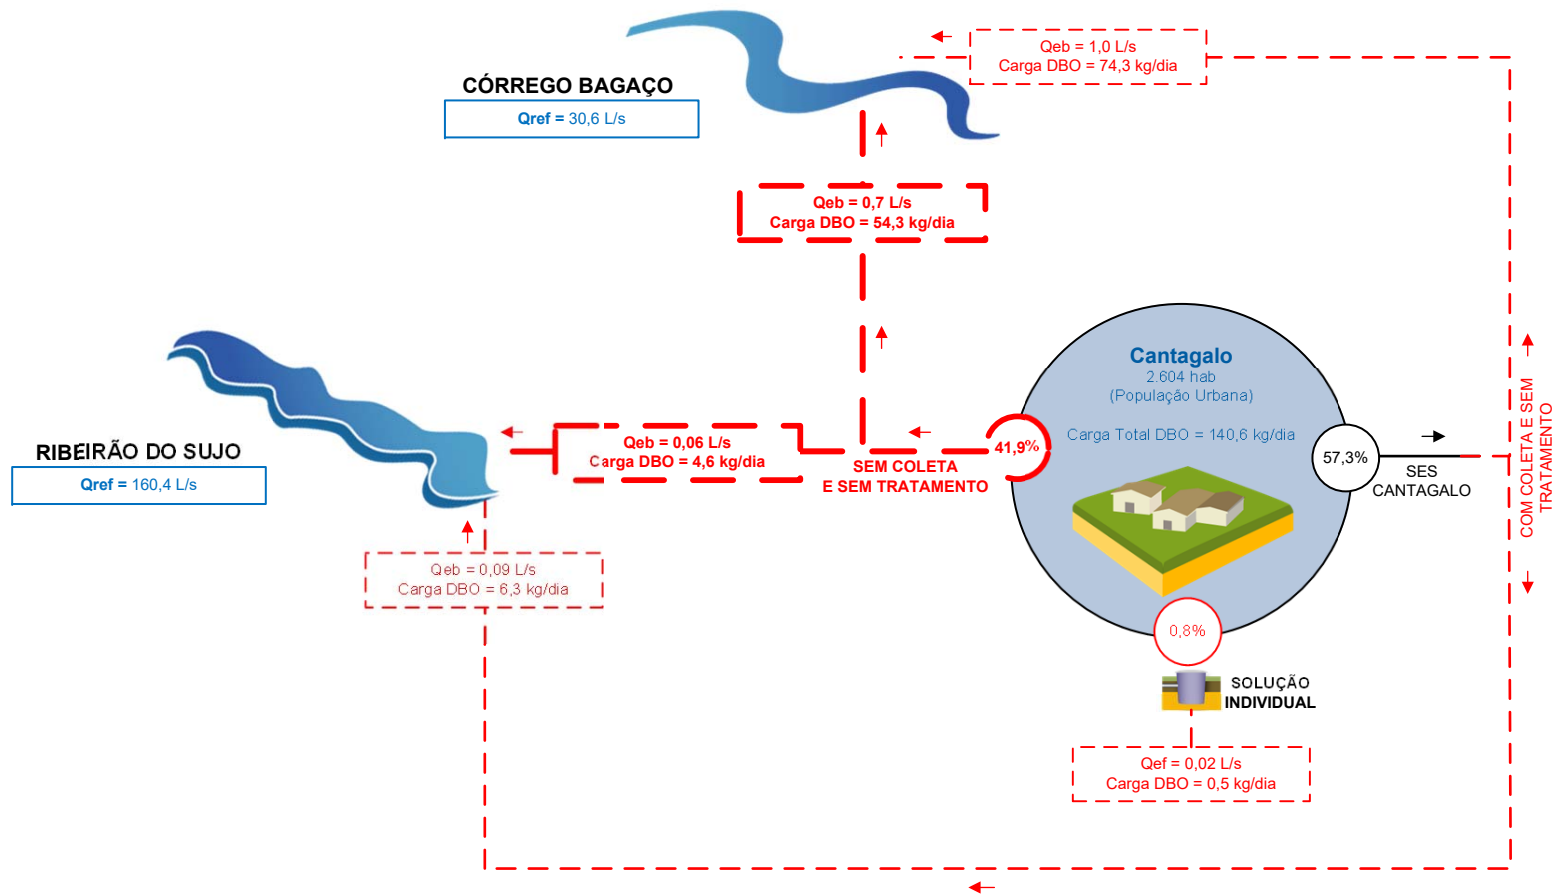 Qeb = 1,0 L/s
Carga DBO = 74,3 kg/dia
CÓRREGO BAGAÇO
Qref = 30,6 L/s
Qeb = 0,7 L/s
Carga DBO = 54,3 kg/dia
Cantagalo
2.604 hab
(População Urbana)
Carga Total DBO = 140,6 kg/dia
RIBEIRÃO DO SUJO
Qref = 160,4 L/s
Qeb = 0,06 L/s
Carga DBO = 4,6 kg/dia
SEM COLETA
E SEM TRATAMENTO
41,9%
57,3%
SES
CANTAGALO
COM COLETA E SEM
TRATAMENTO
Qeb = 0,09 L/s
Carga DBO = 6,3 kg/dia
0,8%
SOLUÇÃO
INDIVIDUAL
Qef = 0,02 L/s
Carga DBO = 0,5 kg/dia